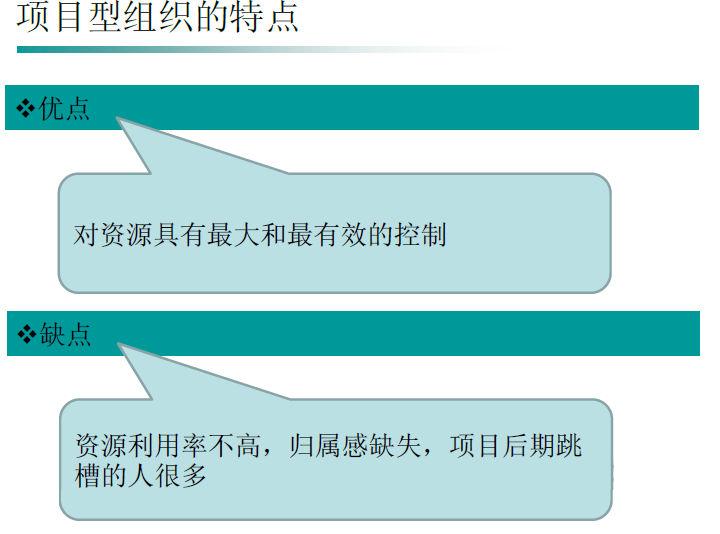 项目型组织的特点
❖优点
对资源具有最大和最有效的控制
❖缺点
资源利用率不高，归属感缺失，项目后期跳
槽的人很多